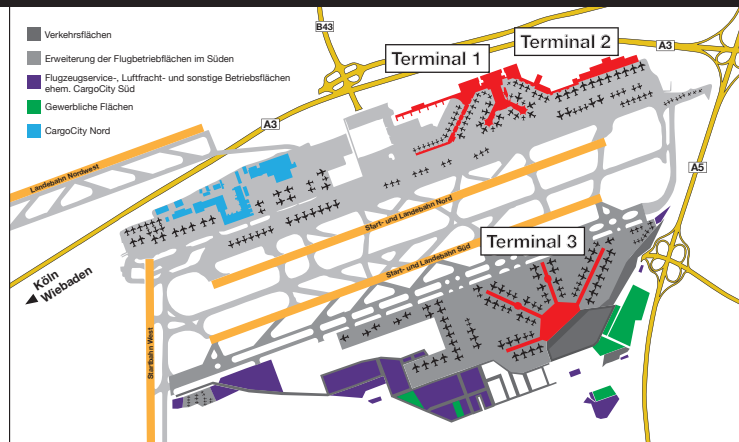 Verkehrsflächen
Erweiterung der Flugbetriebflächen im Süden
Flugzeugservice-, Luftfracht- und sonstige Betriebsflächen
ehem. CargoCity Süd
Gewerbliche Flächen
CargoCity Nord
B43
Terminal 1
Terminal 2
A3
A3
A5
Landebahn Nordwest
Start- und Landebahn Nord
Start- und Landebahn Süd
Terminal 3
Köln
Wiebaden
Startbahn West